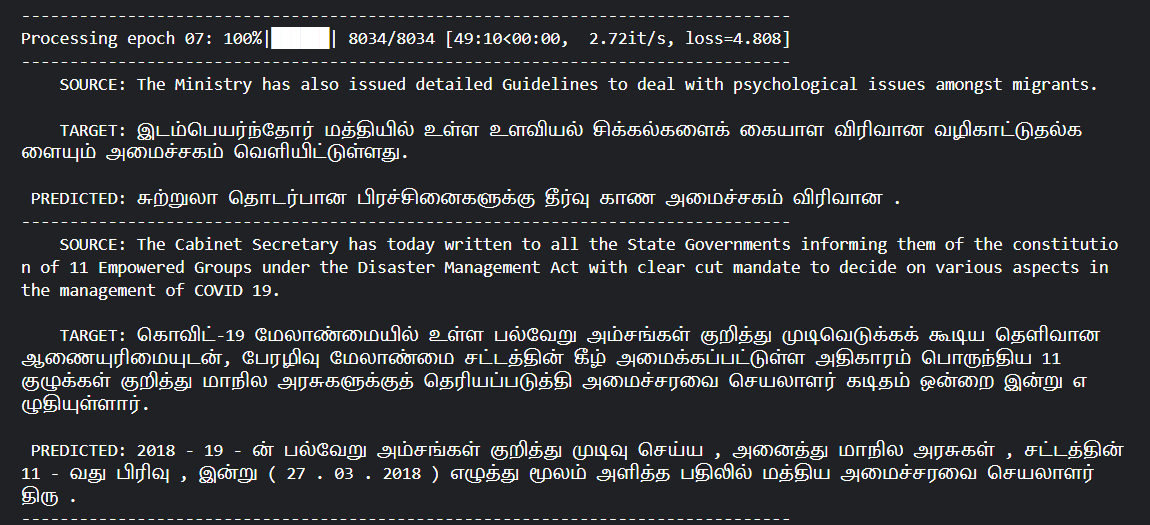 --------------------------------------------------------------------------------
Processing epoch 07: 100%|██████| 8034/8034 [49:10<00:00,  2.72it/s, loss=4.808]
--------------------------------------------------------------------------------
    SOURCE: The Ministry has also issued detailed Guidelines to deal with psychological issues amongst migrants.
    TARGET: இடம்பெயர்ந்தோர் மத்தியில் உள்ள உளவியல் சிக்கல்களைக் கையாள விரிவான வழிகாட்டுதல்க
ளையும் அமைச்சகம் வெளியிட்டுள்ளது.
 PREDICTED: சுற்றுலா தொடர்பான பிரச்சினைகளுக்கு தீர்வு காண அமைச்சகம் விரிவான .
--------------------------------------------------------------------------------
    SOURCE: The Cabinet Secretary has today written to all the State Governments informing them of the constitutio
n of 11 Empowered Groups under the Disaster Management Act with clear cut mandate to decide on various aspects in
the management of COVID 19.
    TARGET: கொவிட்-19 மேலாண்மையில் உள்ள பல்வேறு அம்சங்கள் குறித்து முடிவெடுக்கக் கூடிய தெளிவான
ஆணையுரிமையுடன், பேரழிவு மேலாண்மை சட்டத்தின் கீழ் அமைக்கப்பட்டுள்ள அதிகாரம் பொருந்திய 11
குழுக்கள் குறித்து மாநில அரசுகளுக்குத் தெரியப்படுத்தி அமைச்சரவை செயலாளர் கடிதம் ஒன்றை இன்று எ
ழுதியுள்ளார்.
 PREDICTED: 2018 - 19 - ன் பல்வேறு அம்சங்கள் குறித்து முடிவு செய்ய , அனைத்து மாநில அரசுகள் , சட்டத்தின்
11 - வது பிரிவு , இன்று ( 27 . 03 . 2018 ) எழுத்து மூலம் அளித்த பதிலில் மத்திய அமைச்சரவை செயலாளர்
திரு .
--------------------------------------------------------------------------------